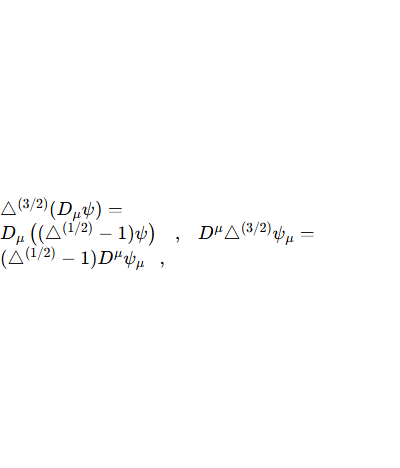 △^{(3/2)}(D_μψ) =
D_μ((△^{(1/2)} − 1)ψ) , D^μ△^{(3/2)}ψ_μ =
(△^{(1/2)} − 1)D^μψ_μ ,